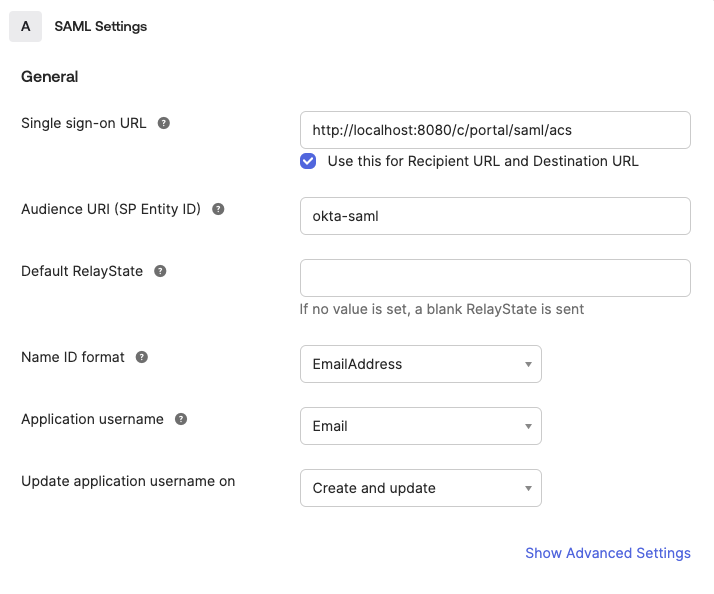 A SAML Settings
General
Single sign-on URL ?
http://localhost:8080/c/portal/saml/acs
Use this for Recipient URL and Destination URL
Audience URI (SP Entity ID) ?
okta-saml
Default RelayState ?
If no value is set, a blank RelayState is sent
Name ID format ?
EmailAddress
Application username ?
Email
Update application username on
Create and update
Show Advanced Settings